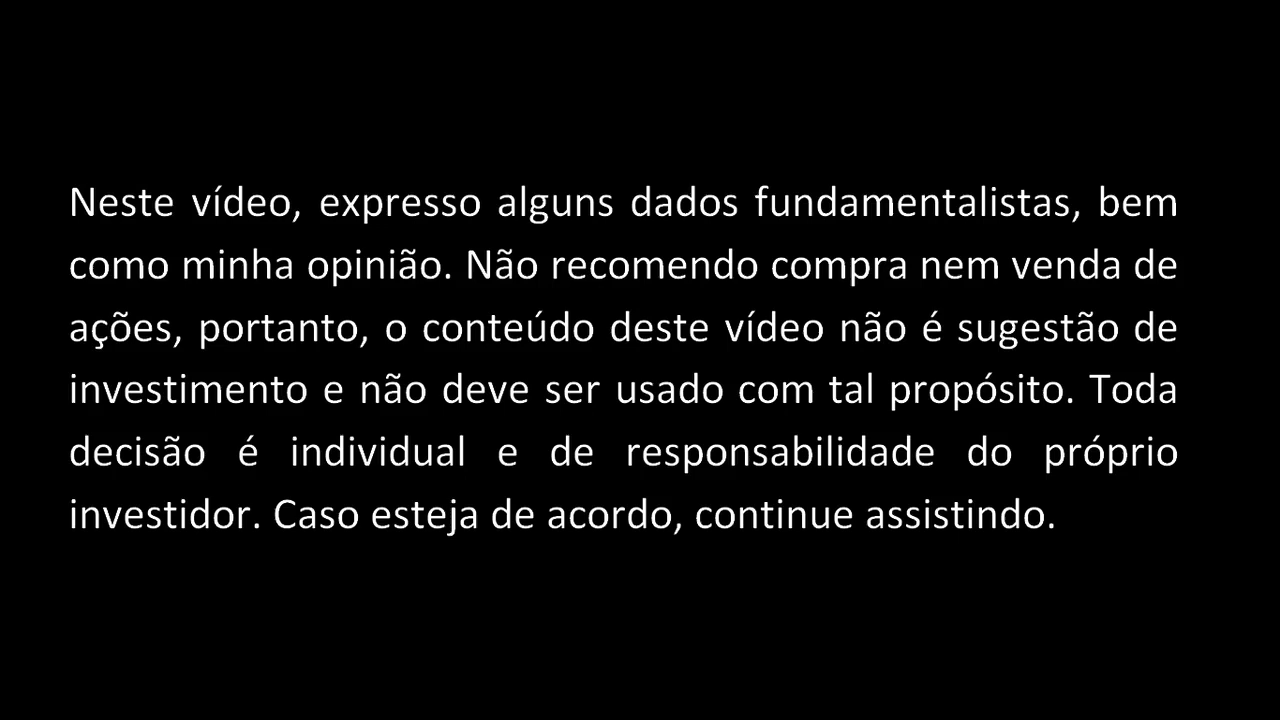 Neste vídeo, expresso alguns dados fundamentalistas, bem
como minha opinião. Não recomendo compra nem venda de
ações, portanto, o conteúdo deste vídeo não é sugestão de
investimento e não deve ser usado com tal propósito. Toda
decisão é individual e de responsabilidade do próprio
investidor. Caso esteja de acordo, continue assistindo.